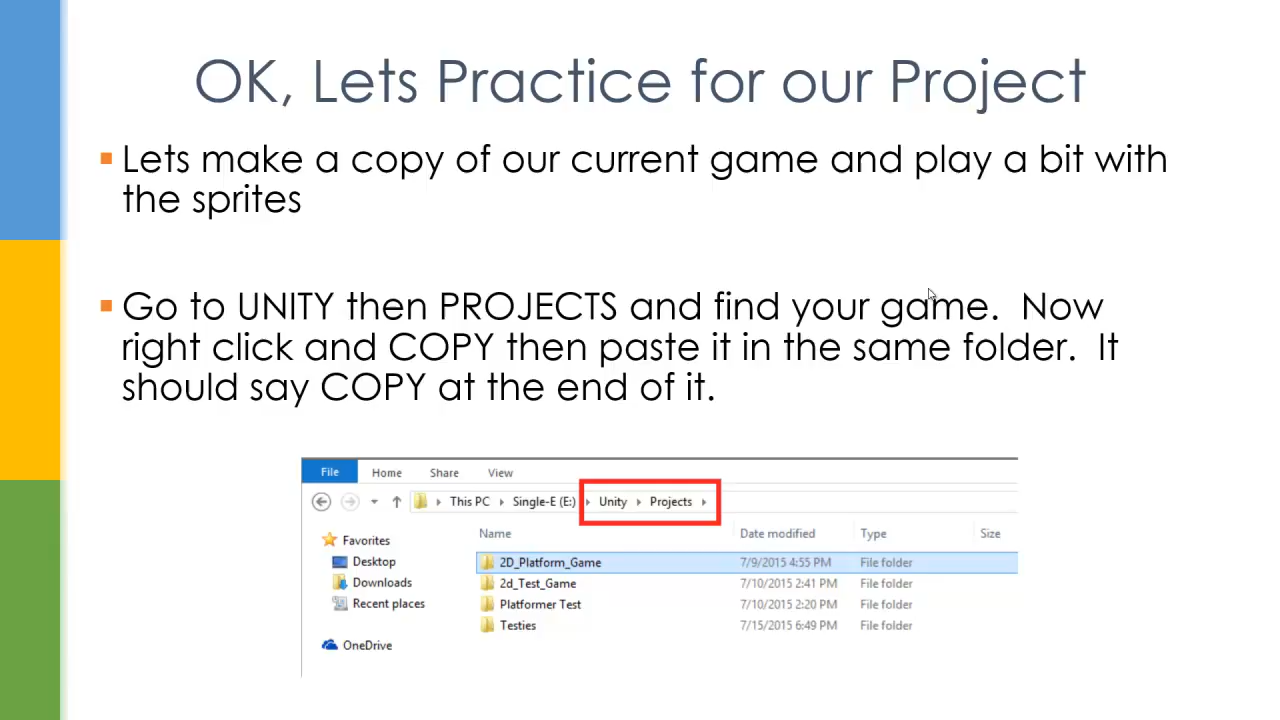 OK, Lets Practice for our Project
Lets make a copy of our current game and play a bit with
the sprites
Go to UNITY then PROJECTS and find your game.  Now
right click and COPY then paste it in the same folder.  It
should say COPY at the end of it.
File Home Share View
This PC Single-E (E:) Unity Projects
Name Date modified Type Size
Favorites
Desktop
Downloads
Recent places
OneDrive
2D_Platform_Game 7/9/2015 4:55 PM File folder
2d_Test_Game 7/10/2015 2:41 PM File folder
Platformer Test 7/10/2015 2:20 PM File folder
Testies 7/15/2015 6:49 PM File folder